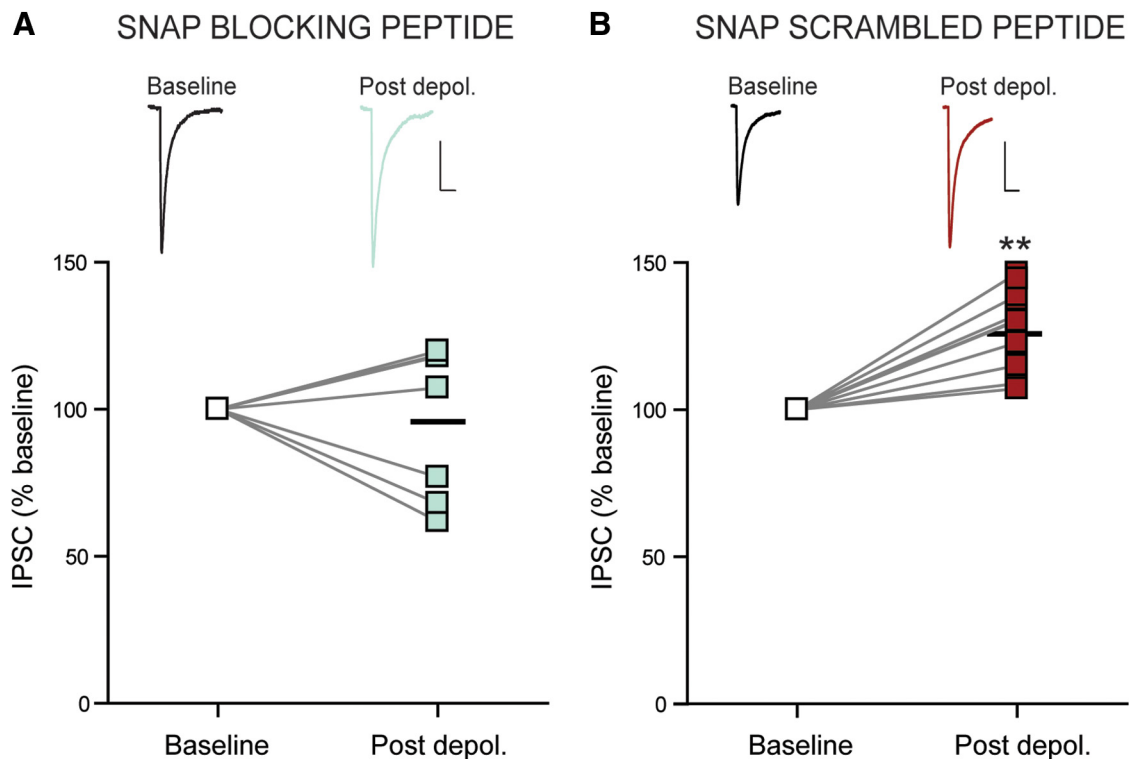 A
SNAP BLOCKING PEPTIDE
Baseline
Post depol.
150
100
50
0
IPSC (% baseline)
Baseline
Post depol.
B
SNAP SCRAMBLED PEPTIDE
Baseline
Post depol.
**
150
100
50
0
IPSC (% baseline)
Baseline
Post depol.